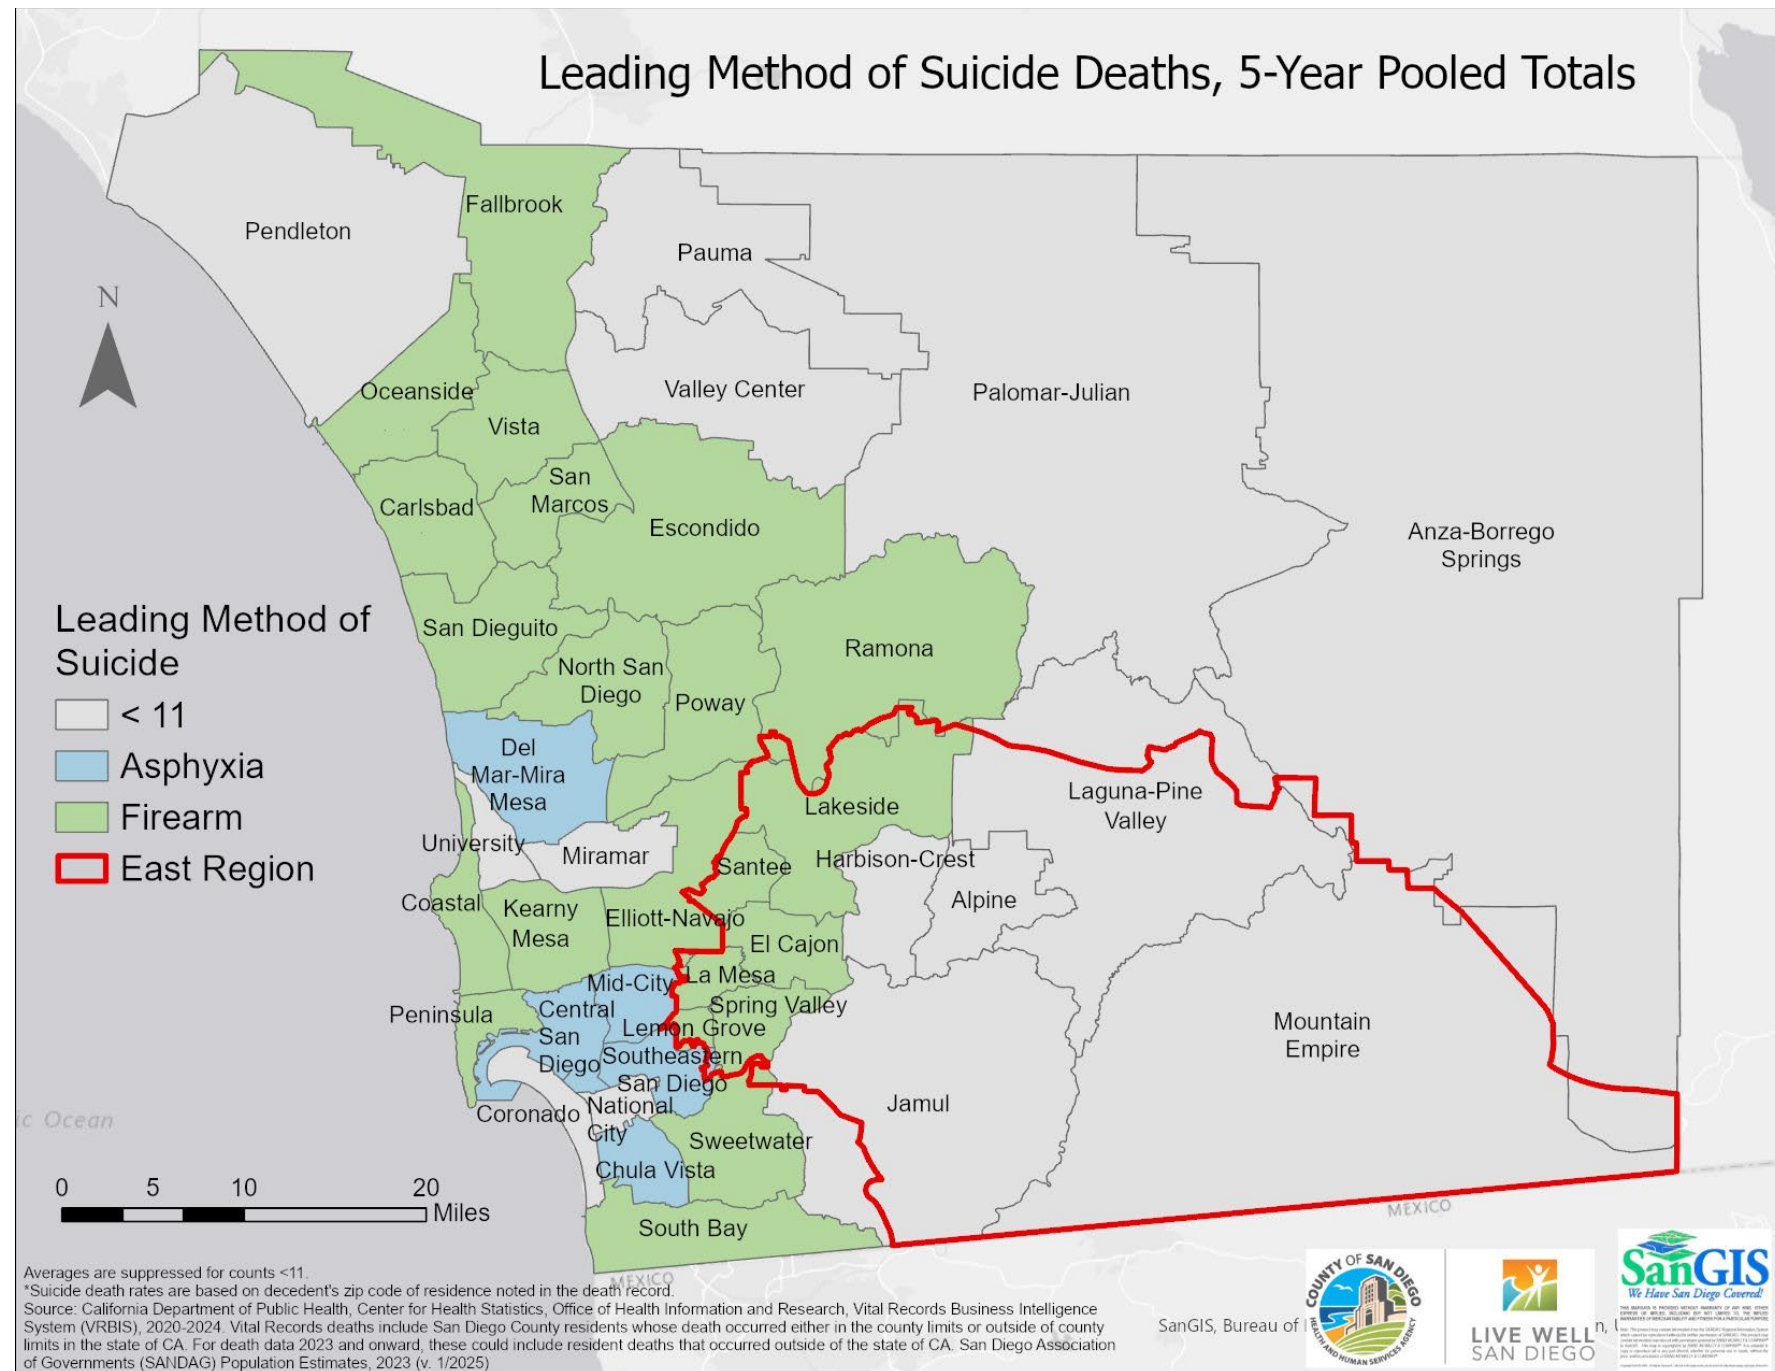 Leading Method of Suicide Deaths, 5-Year Pooled Totals
Fallbrook
Pendleton
Pauma
N
Oceanside
Valley Center
Palomar-Julian
Vista
San
Marcos
Carlsbad
Escondido
Anza-Borrego
Springs
Leading Method of
Suicide
< 11
Asphyxia
Firearm
East Region
San Dieguito
North San
Diego
Poway
Ramona
Del
Mar-Mira
Mesa
Lakeside
Laguna-Pine
Valley
University
Miramar
Santee
Harbison-Crest
Alpine
Coastal
Kearny
Mesa
Elliott-Navajo
El Cajon
Mid-City
La Mesa
Peninsula
Central
San
Diego
Spring Valley
Lemon Grove
Southeastern
San Diego
Mountain
Empire
Coronado
National
City
Jamul
Sweetwater
Chula Vista
South Bay
ic Ocean
0 5 10 20
Miles
MEXICO
MEXICO
Averages are suppressed for counts <11.
*Suicide death rates are based on decedent's zip code of residence noted in the death record.
Source: California Department of Public Health, Center for Health Statistics, Office of Health Information and Research, Vital Records Business Intelligence
System (VRBIS), 2020-2024. Vital Records deaths include San Diego County residents whose death occurred either in the county limits or outside of county
limits in the state of CA. For death data 2023 and onward, these could include resident deaths that occurred outside of the state of CA. San Diego Association
of Governments (SANDAG) Population Estimates, 2023 (v. 1/2025)
SanGIS, Bureau of
COUNTY OF SAN DIEGO
HEALTH AND HUMAN SERVICES AGENCY
LIVE WELL
SAN DIEGO
SanGIS
We Have San Diego Covered!